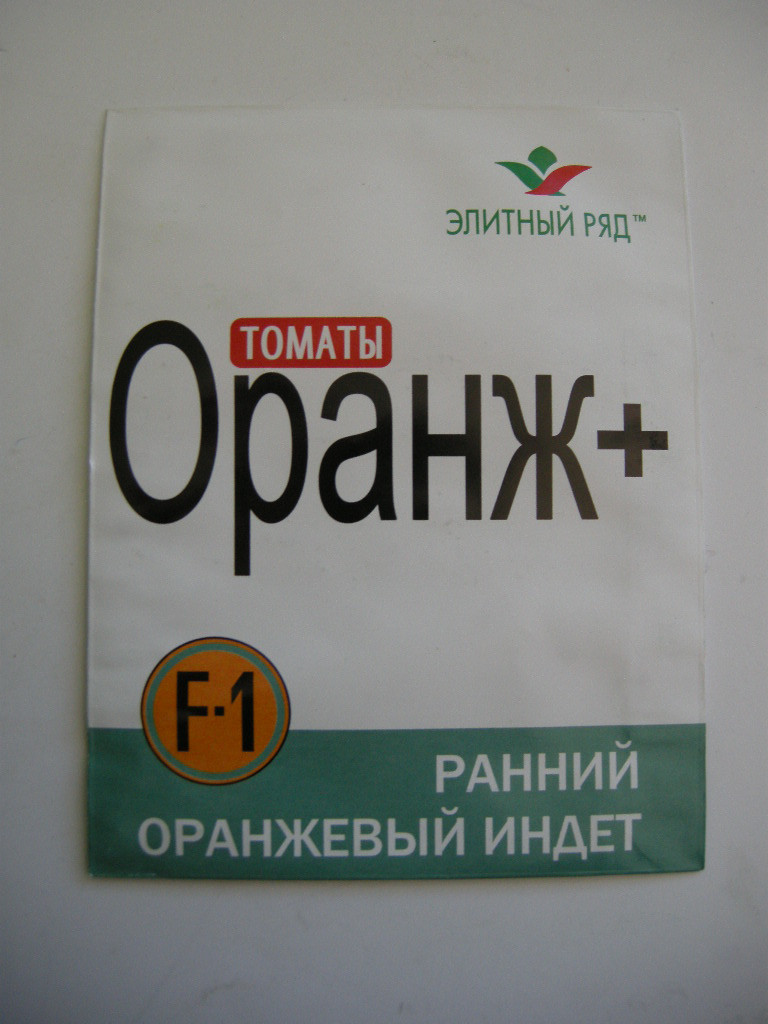 ЭЛИТНЫЙ РЯД™
ТОМАТЫ
Оранж+
F-1
РАННИЙ
ОРАНЖЕВЫЙ ИНДЕТ